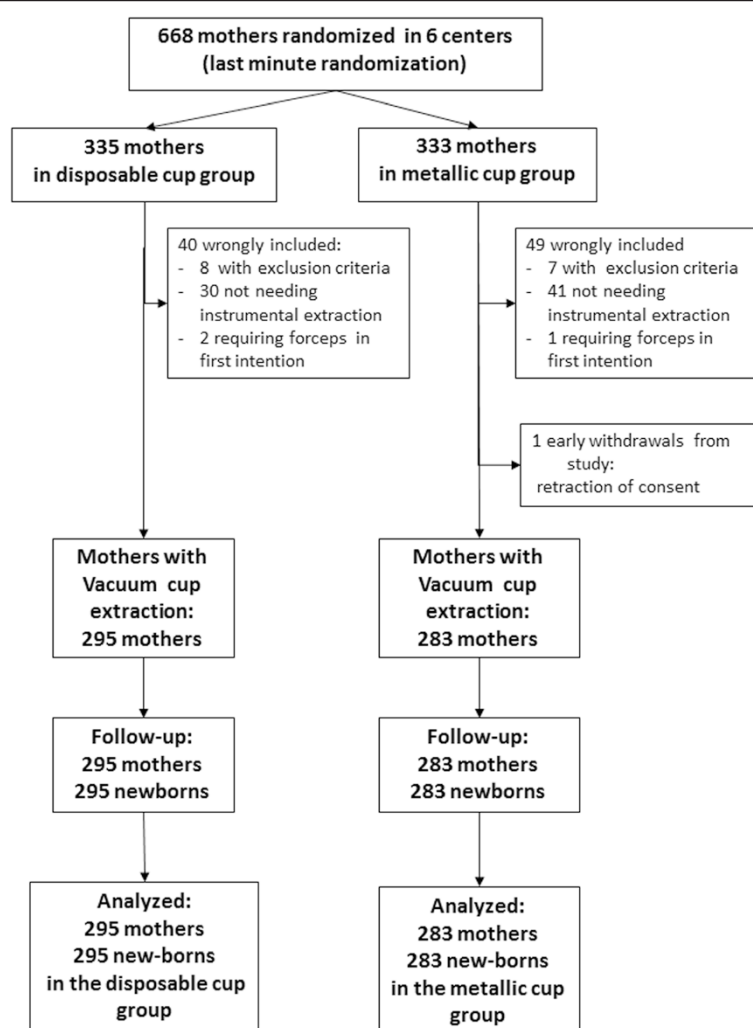 668 mothers randomized in 6 centers
(last minute randomization)
335 mothers
in disposable cup group
333 mothers
in metallic cup group
40 wrongly included:
- 8 with exclusion criteria
- 30 not needing
instrumental extraction
- 2 requiring forceps in
first intention
49 wrongly included
- 7 with exclusion criteria
- 41 not needing
instrumental extraction
- 1 requiring forceps in
first intention
1 early withdrawals from
study:
retraction of consent
Mothers with
Vacuum cup
extraction:
295 mothers
Mothers with
Vacuum cup
extraction:
283 mothers
Follow-up:
295 mothers
295 newborns
Follow-up:
283 mothers
283 newborns
Analyzed:
295 mothers
295 new-borns
in the disposable cup
group
Analyzed:
283 mothers
283 new-borns
in the metallic cup
group